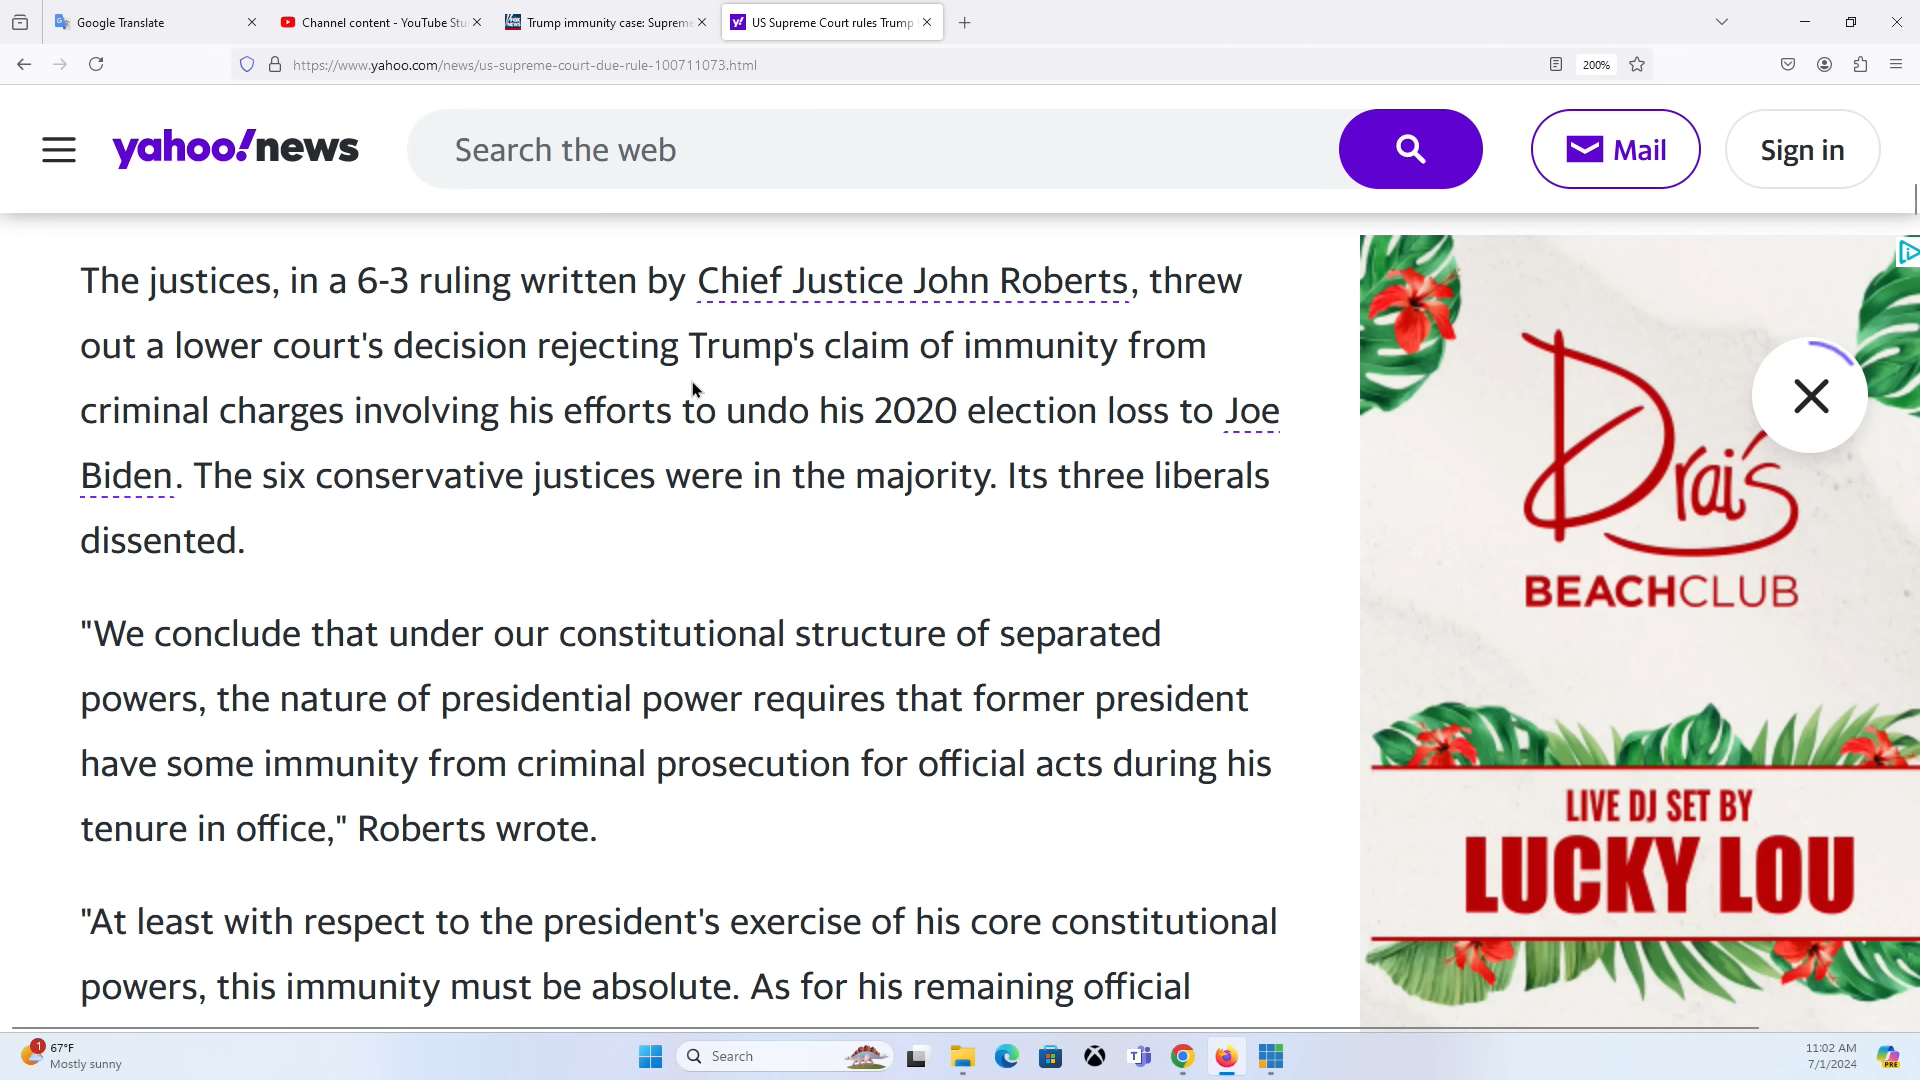 Google Translate
Channel content - YouTube Stu
Trump immunity case: Supreme
US Supreme Court rules Trump
https://www.yahoo.com/news/us-supreme-court-due-rule-100711073.html
200%
yahoo!news
Search the web
Mail
Sign in
The justices, in a 6-3 ruling written by Chief Justice John Roberts, threw
out a lower court's decision rejecting Trump's claim of immunity from
criminal charges involving his efforts to undo his 2020 election loss to Joe
Biden. The six conservative justices were in the majority. Its three liberals
dissented.
"We conclude that under our constitutional structure of separated
powers, the nature of presidential power requires that former president
have some immunity from criminal prosecution for official acts during his
tenure in office," Roberts wrote.
"At least with respect to the president's exercise of his core constitutional
powers, this immunity must be absolute. As for his remaining official
Drai's
BEACHCLUB
LIVE DJ SET BY
LUCKY LOU
1
67°F
Mostly sunny
Search
11:02 AM
7/1/2024
PRE